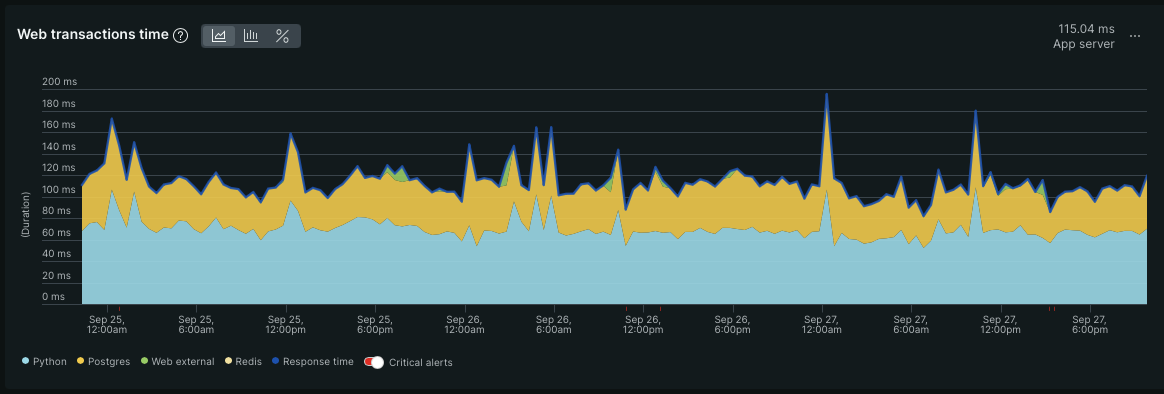 Web transactions time ?
%
115.04 ms
App server
...
200 ms
180 ms
160 ms
140 ms
120 ms
100 ms
80 ms
60 ms
40 ms
20 ms
0 ms
(Duration)
Sep 25,
12:00am
Sep 25,
6:00am
Sep 25,
12:00pm
Sep 25,
6:00pm
Sep 26,
12:00am
Sep 26,
6:00am
Sep 26,
12:00pm
Sep 26,
6:00pm
Sep 27,
12:00am
Sep 27,
6:00am
Sep 27,
12:00pm
Sep 27,
6:00pm
Python Postgres Web external Redis Response time Critical alerts